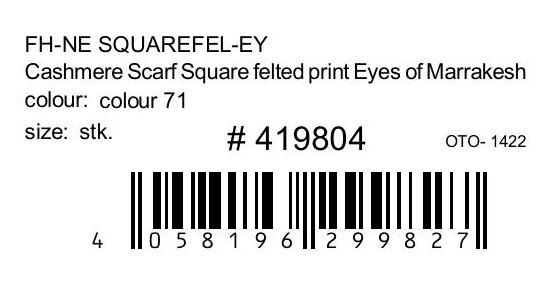 FH-NE SQUAREFEL-EY
Cashmere Scarf Square felted print Eyes of Marrakesh
colour: colour 71
size: stk.
# 419804
OTO- 1422
4 058196 299827